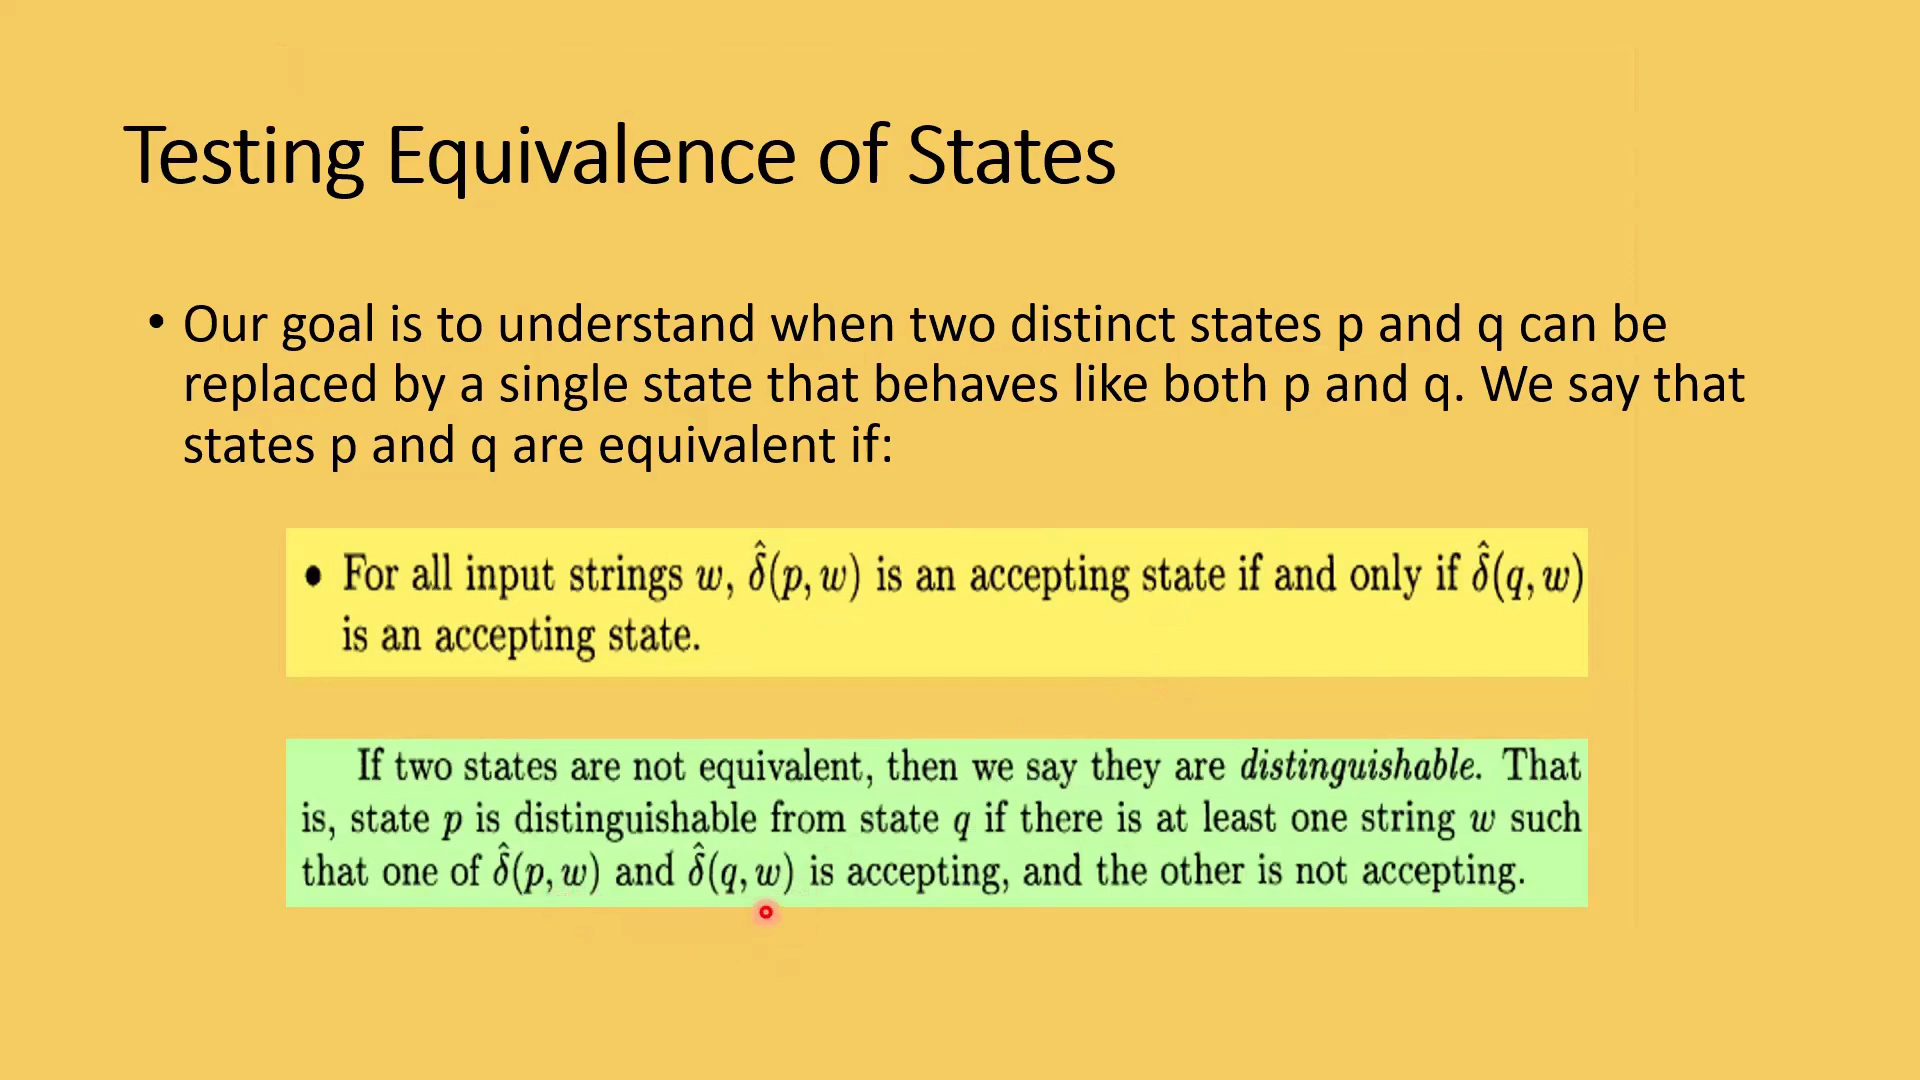 Testing Equivalence of States
• Our goal is to understand when two distinct states p and q can be
replaced by a single state that behaves like both p and q. We say that
states p and q are equivalent if:
• For all input strings w, δ̂(p, w) is an accepting state if and only if δ̂(q, w)
is an accepting state.
If two states are not equivalent, then we say they are distinguishable. That
is, state p is distinguishable from state q if there is at least one string w such
that one of δ̂(p, w) and δ̂(q, w) is accepting, and the other is not accepting.